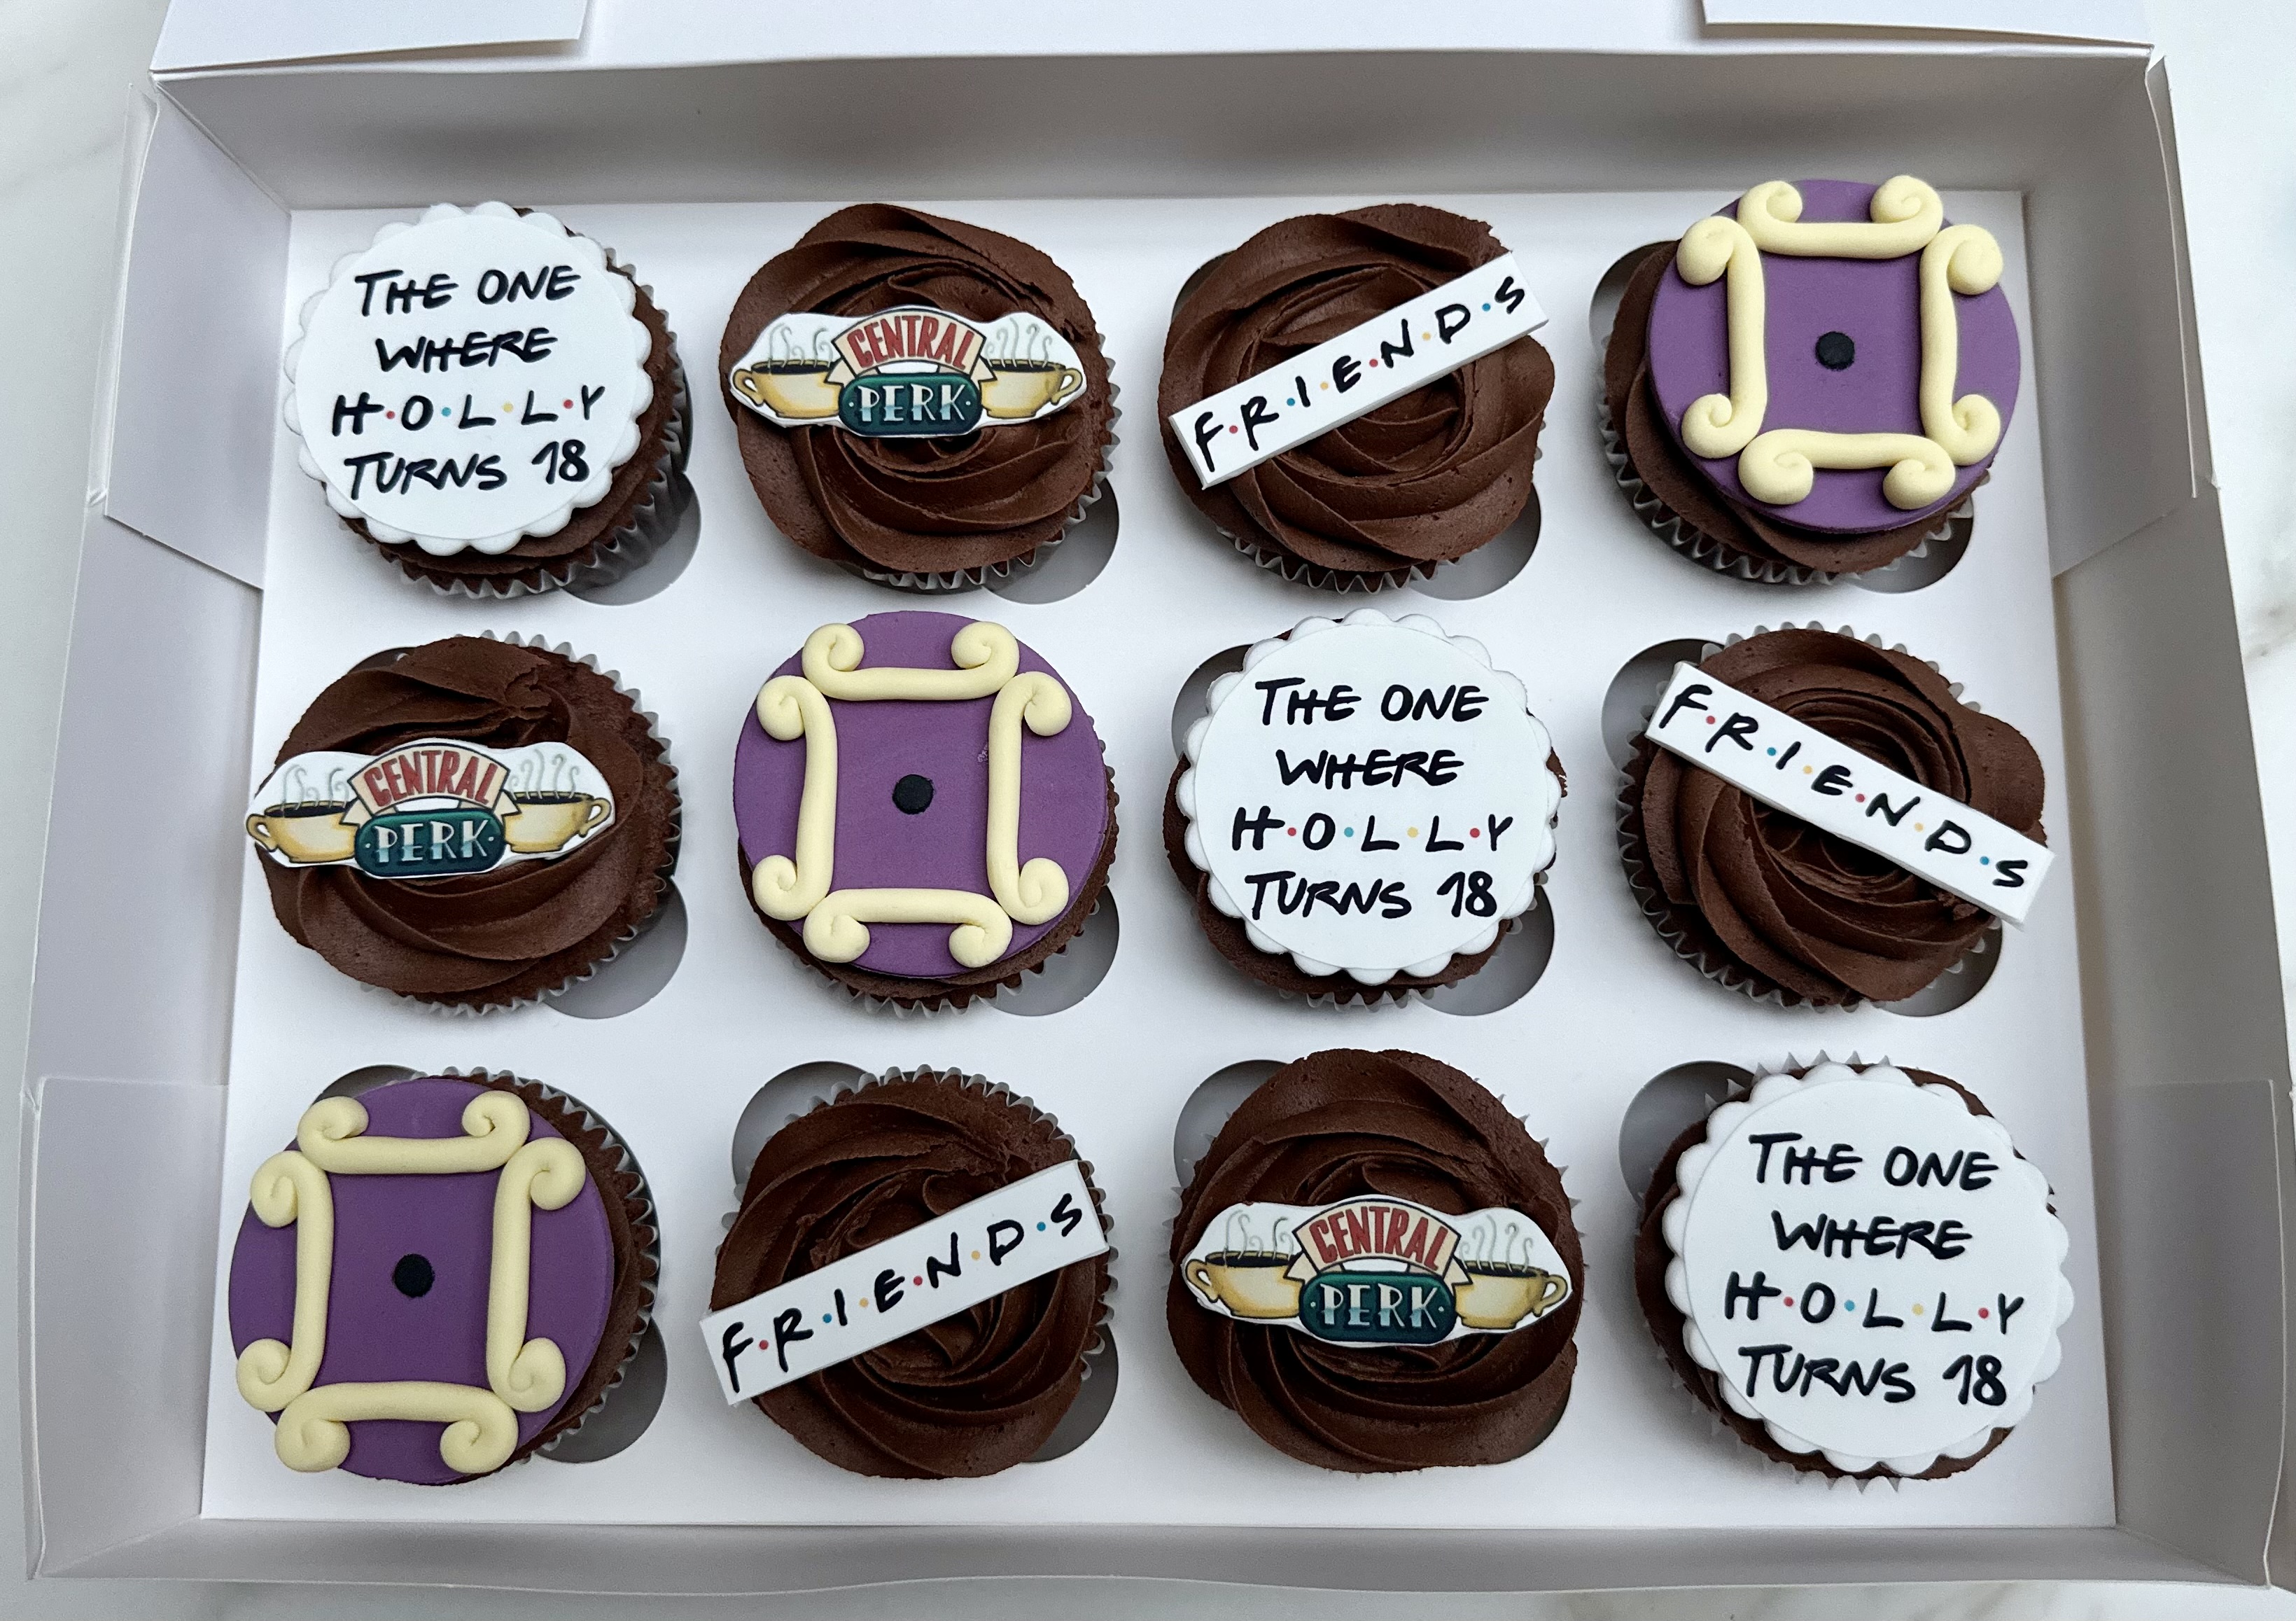 THE ONE
WHERE
H·O·L·L·Y
TURNS 18
CENTRAL
PERK
F·R·I·E·N·D·S
CENTRAL
PERK
THE ONE
WHERE
H·O·L·L·Y
TURNS 18
F·R·I·E·N·D·S
F·R·I·E·N·D·S
CENTRAL
PERK
THE ONE
WHERE
H·O·L·L·Y
TURNS 18